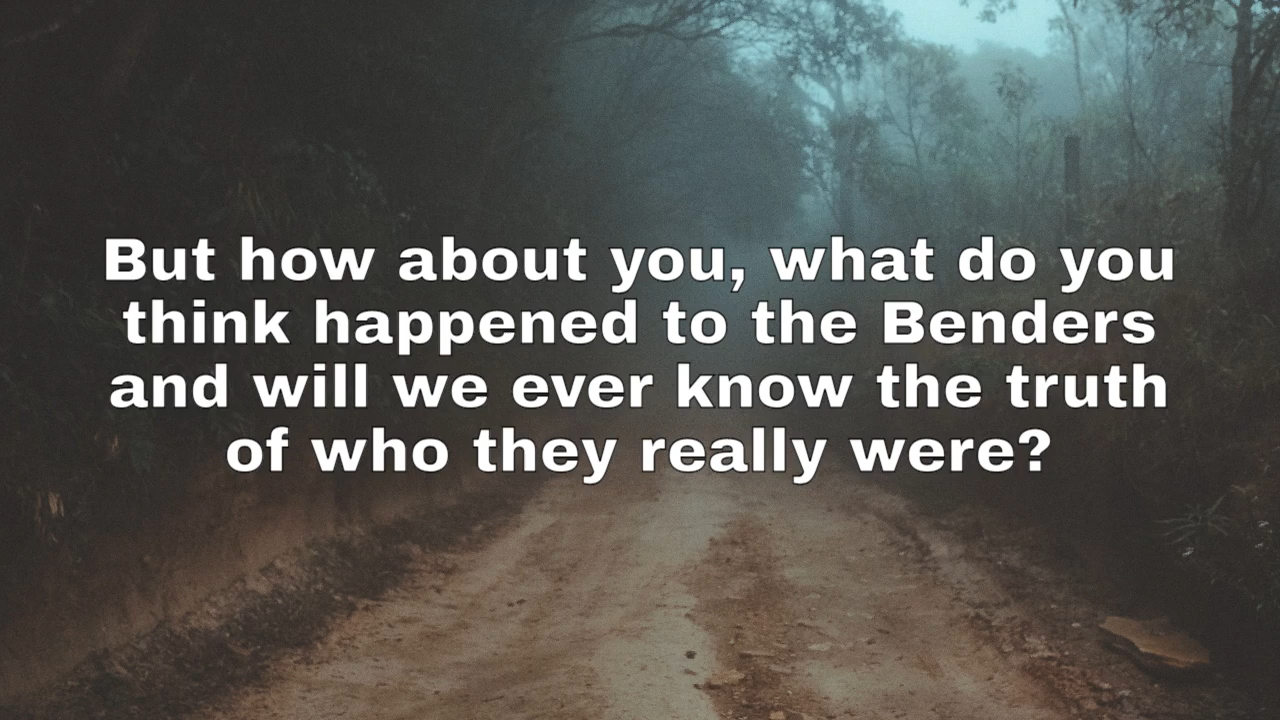 But how about you, what do you
think happened to the Benders
and will we ever know the truth
of who they really were?